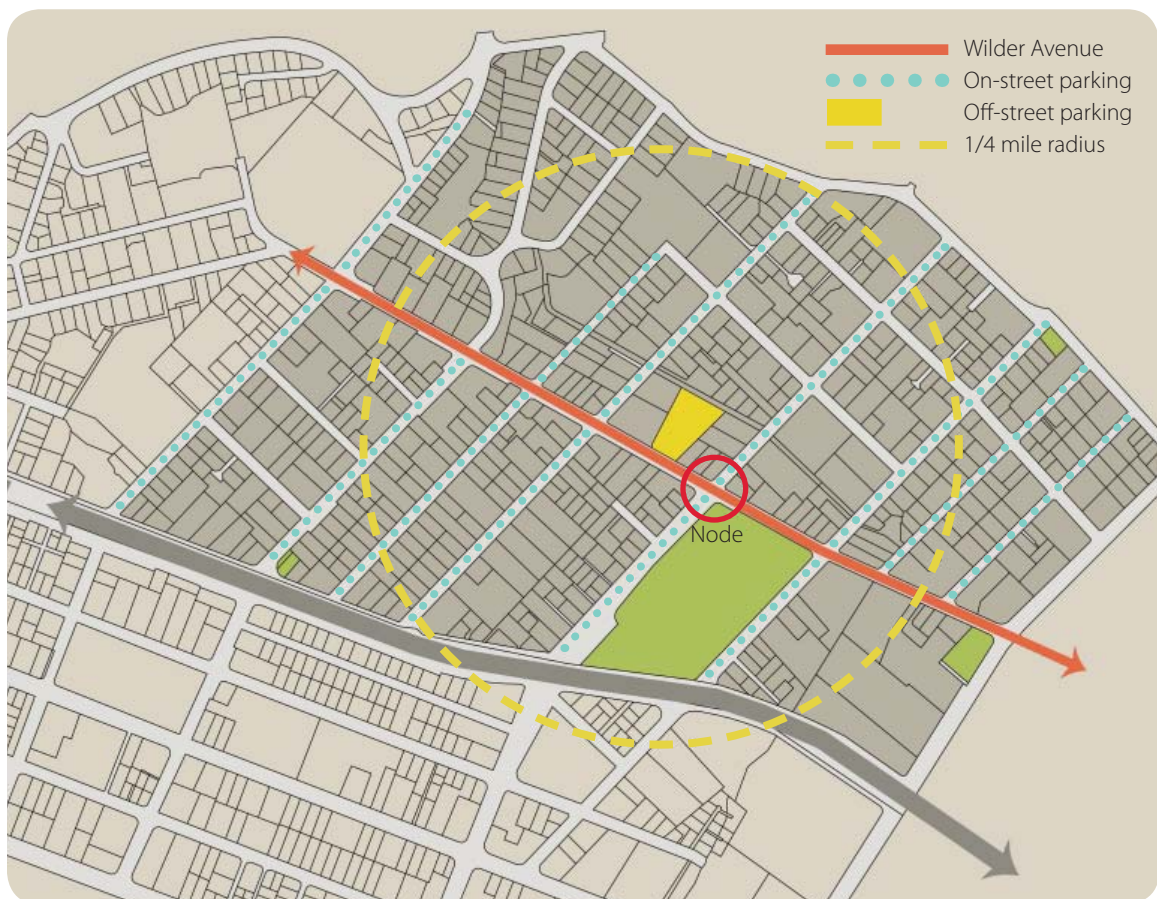 Wilder Avenue
On-street parking
Off-street parking
1/4 mile radius
Node